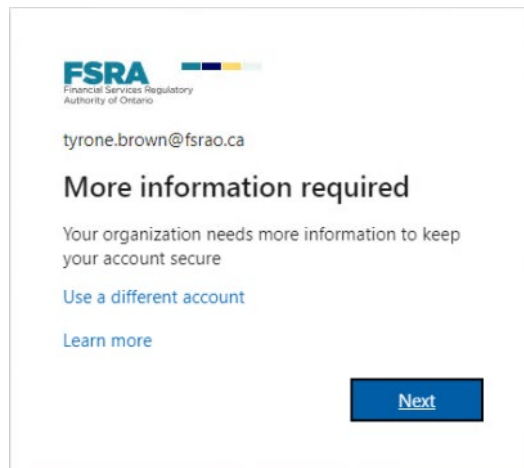 FSRA
Financial Services Regulatory
Authority of Ontario
tyrone.brown@fsrao.ca
More information required
Your organization needs more information to keep
your account secure
Use a different account
Learn more
Next